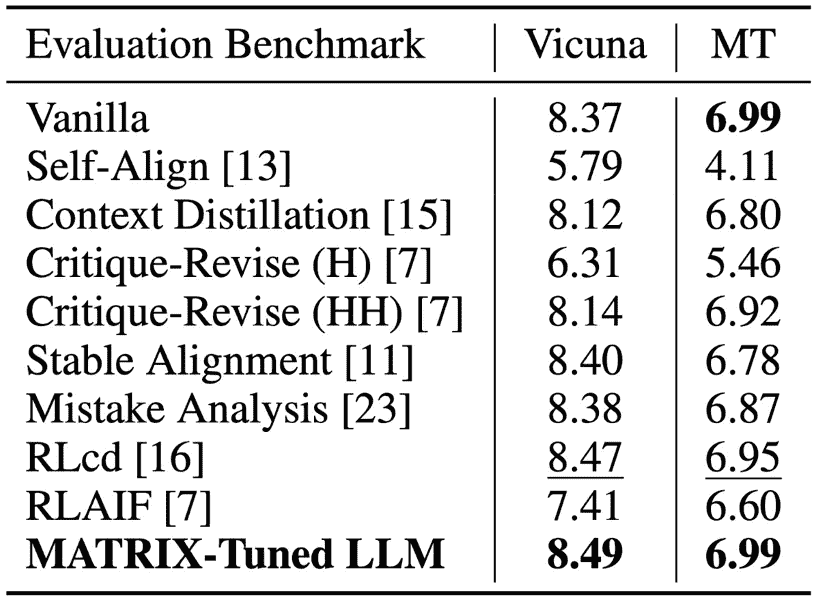 Evaluation Benchmark Vicuna MT
Vanilla 8.37 6.99
Self-Align [13] 5.79 4.11
Context Distillation [15] 8.12 6.80
Critique-Revise (H) [7] 6.31 5.46
Critique-Revise (HH) [7] 8.14 6.92
Stable Alignment [11] 8.40 6.78
Mistake Analysis [23] 8.38 6.87
RLcd [16] 8.47 6.95
RLAIF [7] 7.41 6.60
MATRIX-Tuned LLM 8.49 6.99